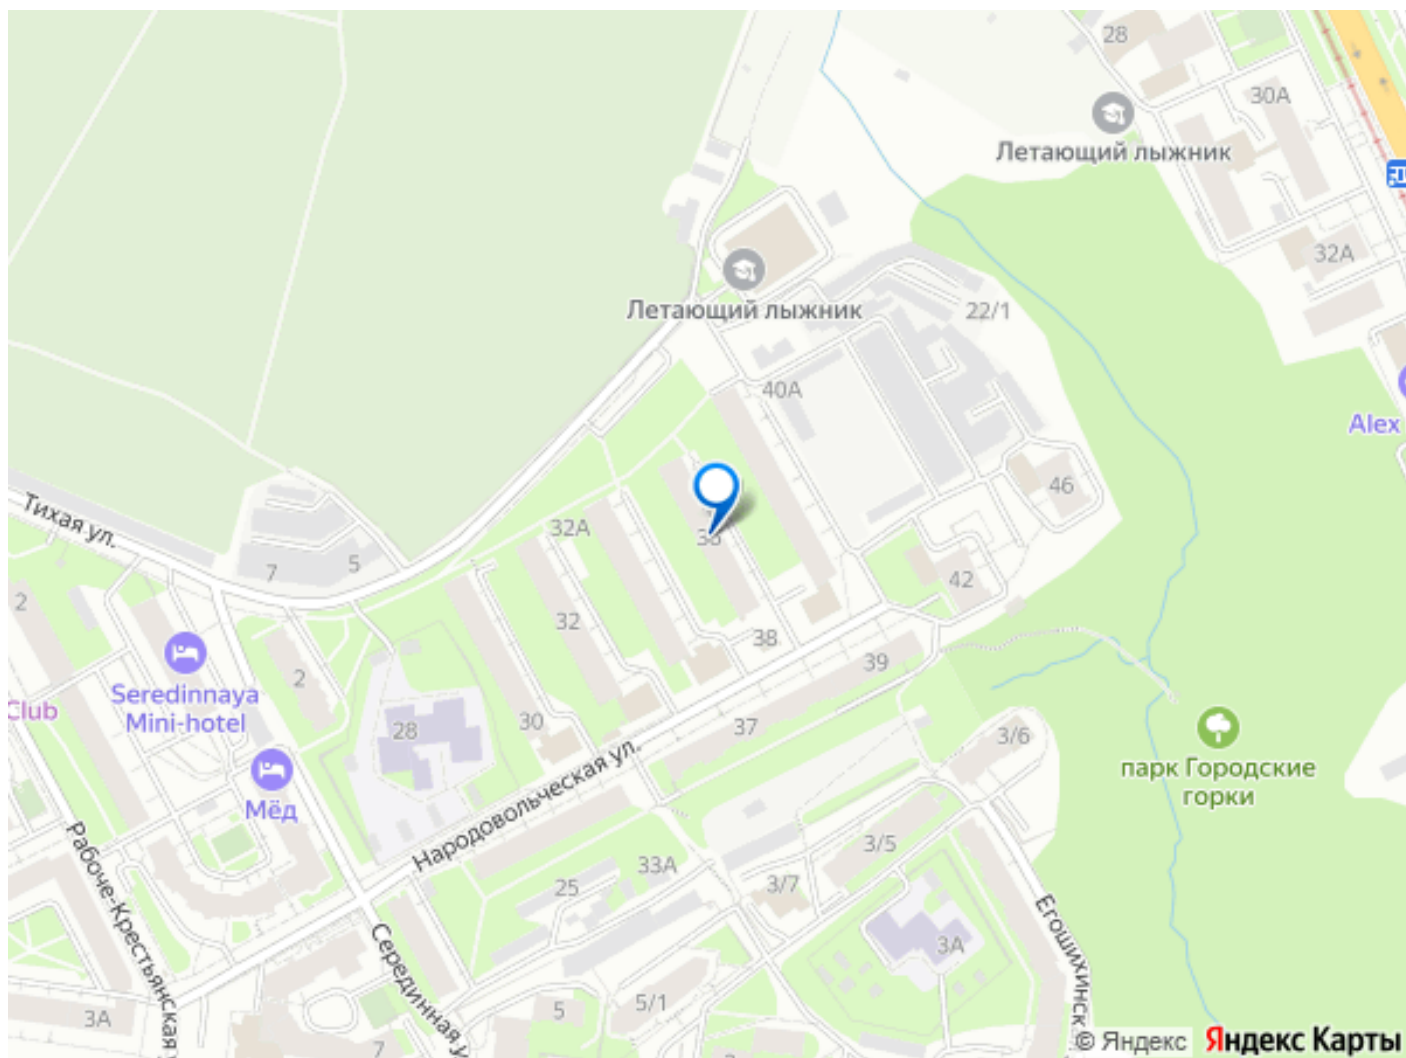 28
30А
Летающий лыжник
32А
Летающий лыжник
22/1
40А
Alex
46
Тихая ул.
32А
7
5
42
2
32
38
39
2
Seredinnaya
Mini-hotel
Club
28
30
37
3/6
парк Городские
горки
Мёд
Народовольческая ул.
Рабоче-Крестьянская
33А
3/5
25
3/7
Егошихинск
3А
Серединная у
5/1
5
3А
7
© Яндекс Яндекс Карты